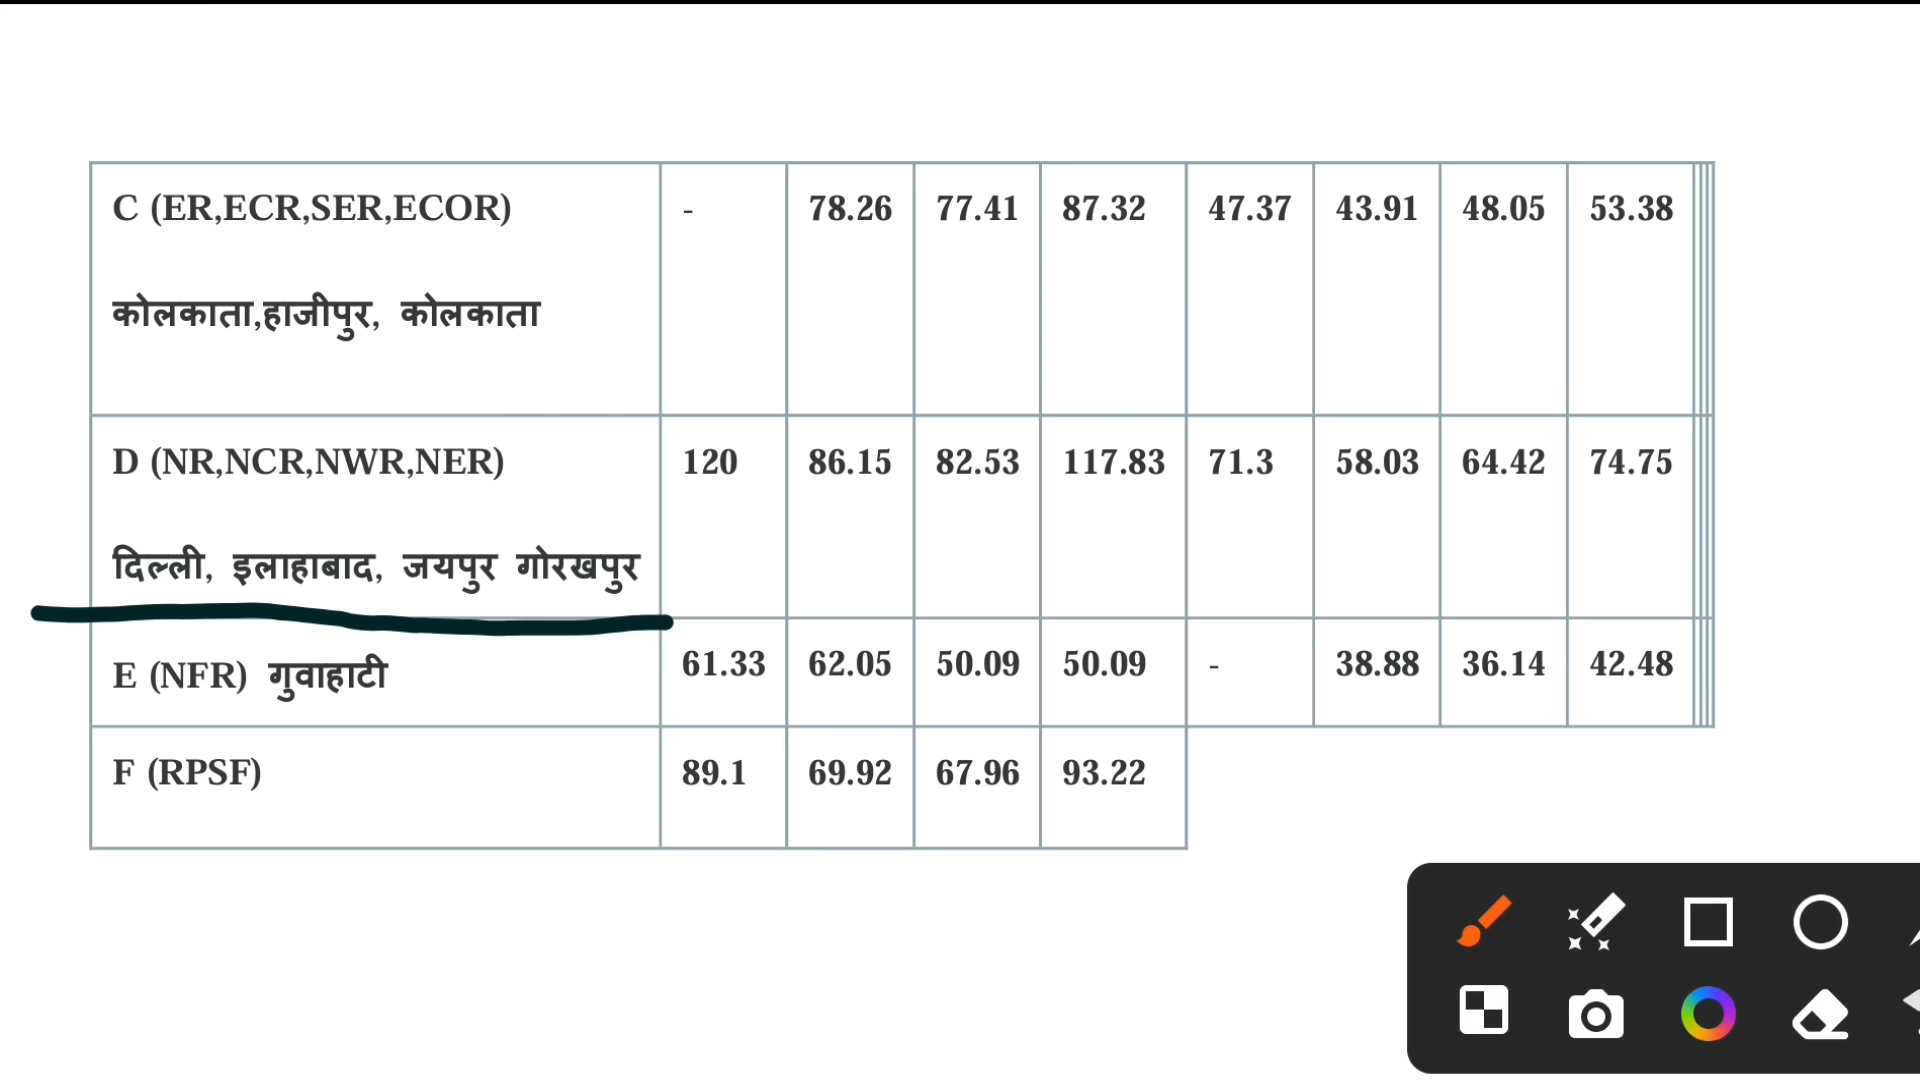 C (ER,ECR,SER,ECOR) - 78.26 77.41 87.32 47.37 43.91 48.05 53.38
कोलकाता,हाजीपुर, कोलकाता
D (NR,NCR,NWR,NER) 120 86.15 82.53 117.83 71.3 58.03 64.42 74.75
दिल्ली, इलाहाबाद, जयपुर गोरखपुर
E (NFR) गुवाहाटी 61.33 62.05 50.09 50.09 - 38.88 36.14 42.48
F (RPSF) 89.1 69.92 67.96 93.22